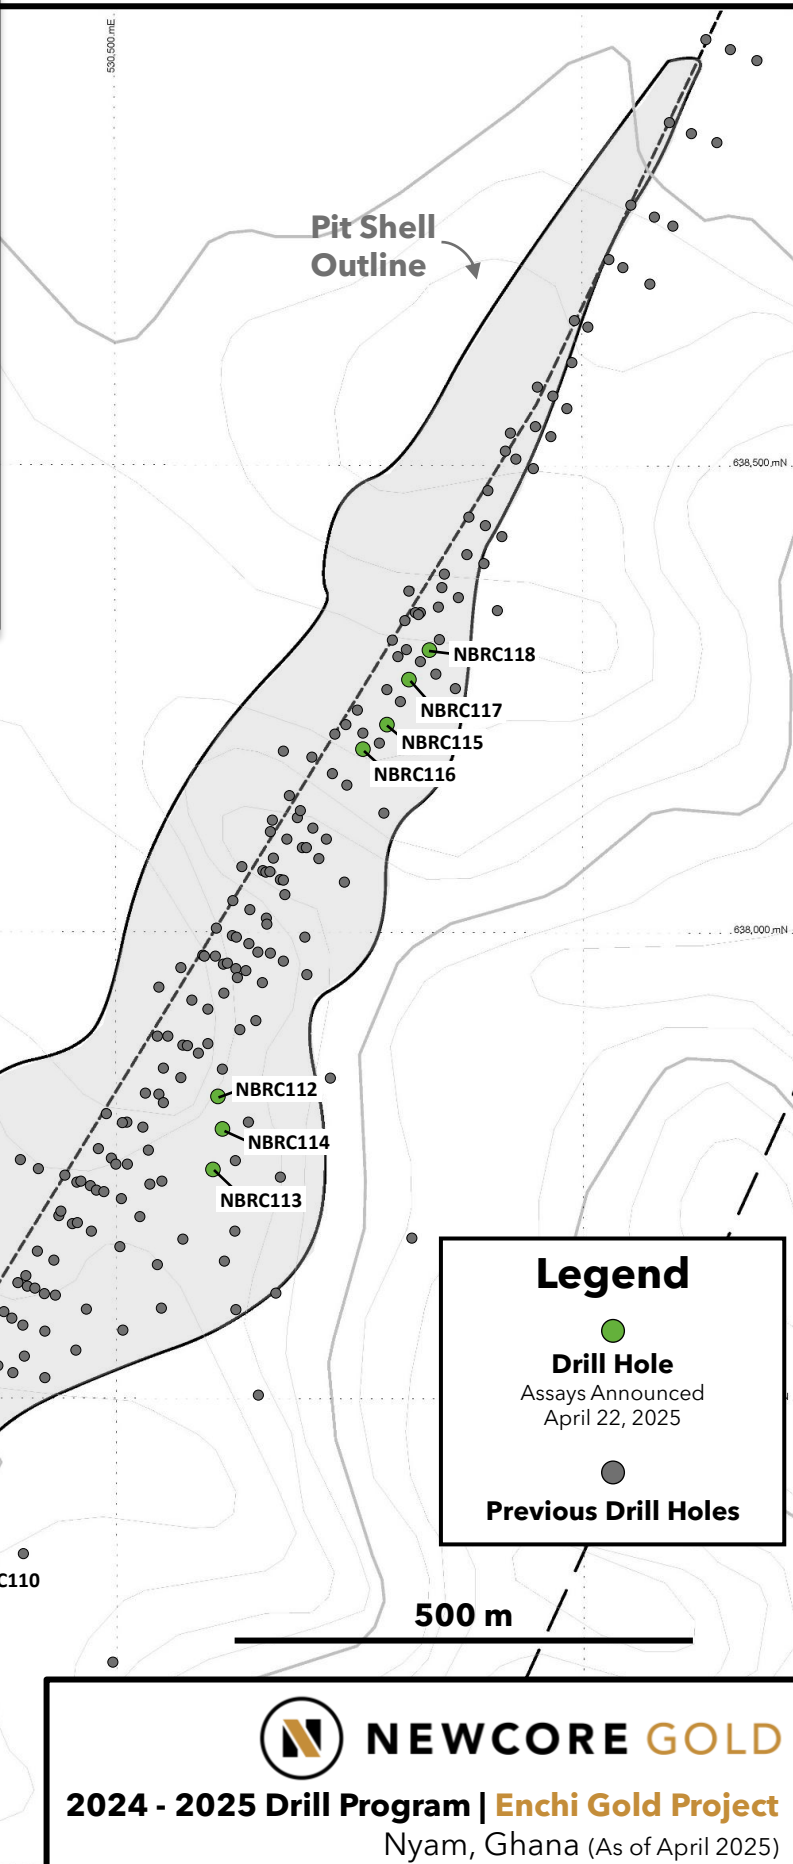 530,500 mE
Pit Shell
Outline
638,500 mN
NBRC118
NBRC117
NBRC115
NBRC116
638,000 mN
NBRC112
NBRC114
NBRC113
Legend
Drill Hole
Assays Announced
April 22, 2025
Previous Drill Holes
C110
500 m
NEWCORE GOLD
2024 - 2025 Drill Program | Enchi Gold Project
Nyam, Ghana (As of April 2025)